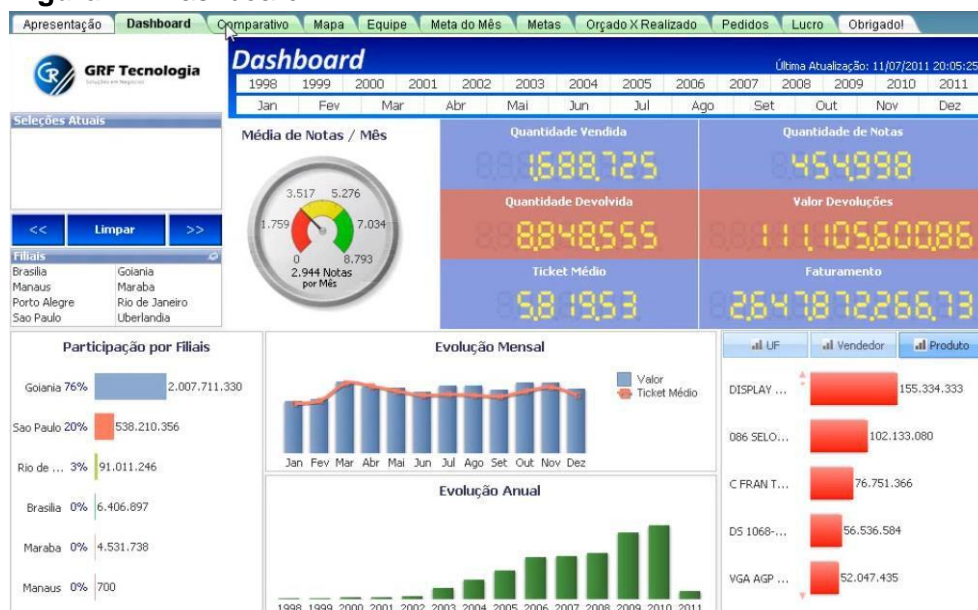 Apresentação Dashboard Comparativo Mapa Equipe Meta do Mês Metas Orçado X Realizado Pedidos Lucro Obrigado!
GRF Tecnologia
Dashboard
Última Atualização: 11/07/2011 20:05:25
1998 1999 2000 2001 2002 2003 2004 2005 2006 2007 2008 2009 2010 2011
Jan Fev Mar Abr Mai Jun Jul Ago Set Out Nov Dez
Seleções Atuais
<< Limpar >>
Filiais
Brasilia Goiania
Manaus Maraba
Porto Alegre Rio de Janeiro
Sao Paulo Uberlandia
Média de Notas / Mês
3.517 5.276
1.759 7.034
0 8.793
2.944 Notas
por Mês
Quantidade Vendida Quantidade de Notas
1,688,725 454,998
Quantidade Devolvida Valor Devoluções
8,848,555 111,105,600,86
Ticket Médio Faturamento
5,819,53 2,647,872,266,73
Participação por Filiais
Goiania 76% 2.007.711.330
Sao Paulo 20% 538.210.356
Rio de ... 3% 91.011.246
Brasilia 0% 6.406.897
Maraba 0% 4.531.738
Manaus 0% 700
Evolução Mensal
Valor
Ticket Médio
Jan Fev Mar Abr Mai Jun Jul Ago Set Out Nov Dez
Evolução Anual
1998 1999 2000 2001 2002 2003 2004 2005 2006 2007 2008 2009 2010 2011
UF Vendedor Produto
DISPLAY ... 155.334.333
086 SELO... 102.133.080
C FRAN T... 76.751.366
DS 1068-... 56.536.584
VGA AGP ... 52.047.435